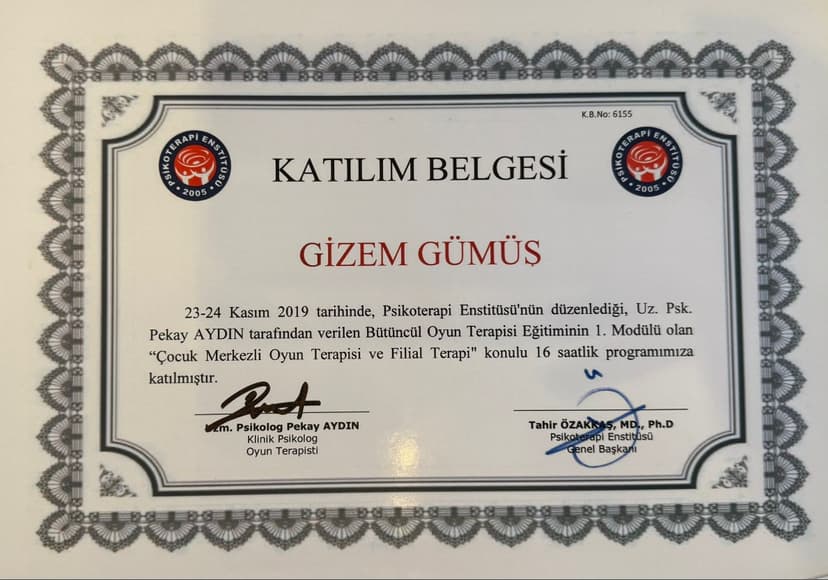 K.B.No: 6155
PSİKOTERAPİ ENSTİTÜSÜ
• 2005 •
PSİKOTERAPİ ENSTİTÜSÜ
• 2005 •
KATILIM BELGESİ
GİZEM GÜMÜŞ
23-24 Kasım 2019 tarihinde, Psikoterapi Enstitüsü'nün düzenlediği, Uz. Psk.
Pekay AYDIN tarafından verilen Bütüncül Oyun Terapisi Eğitiminin 1. Modülü olan
“Çocuk Merkezli Oyun Terapisi ve Filial Terapi" konulu 16 saatlik programımıza
katılmıştır.
Uzm. Psikolog Pekay AYDIN
Klinik Psikolog
Oyun Terapisti
Tahir ÖZAKKAŞ, MD., Ph.D
Psikoterapi Enstitüsü
Genel Başkanı